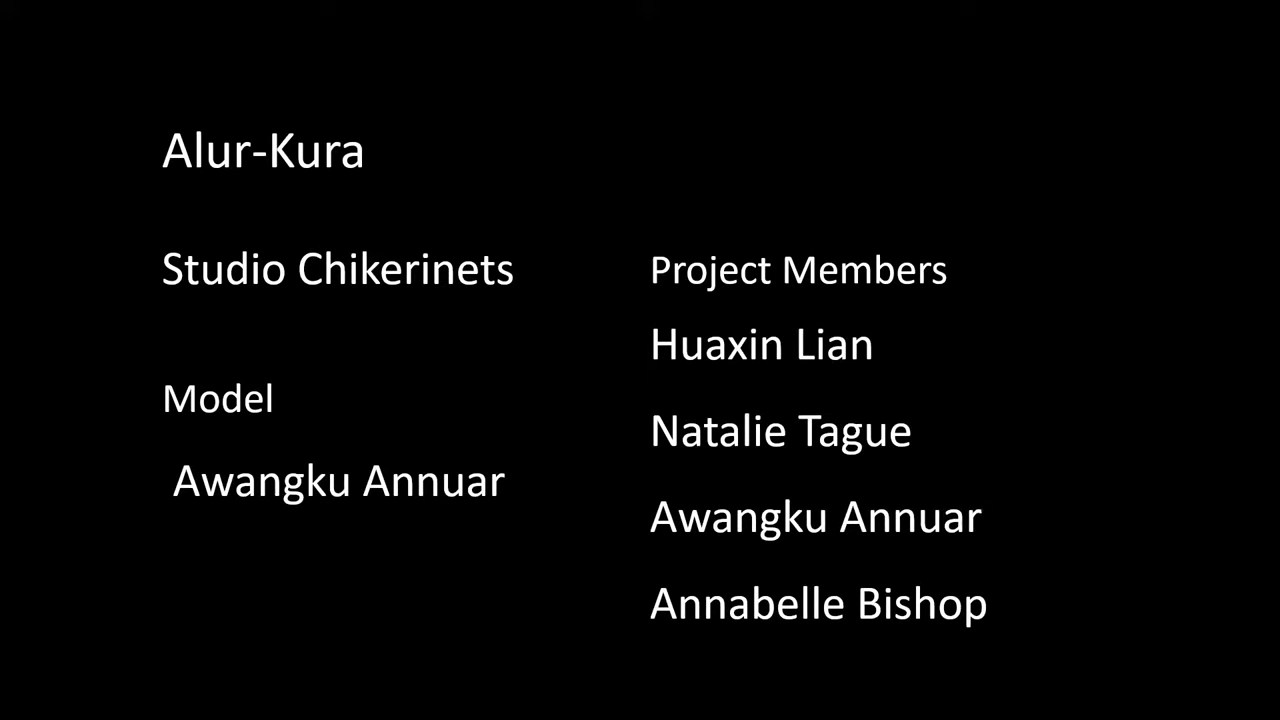 Alur-Kura
Studio Chikerinets
Model
Awangku Annuar
Project Members
Huaxin Lian
Natalie Tague
Awangku Annuar
Annabelle Bishop